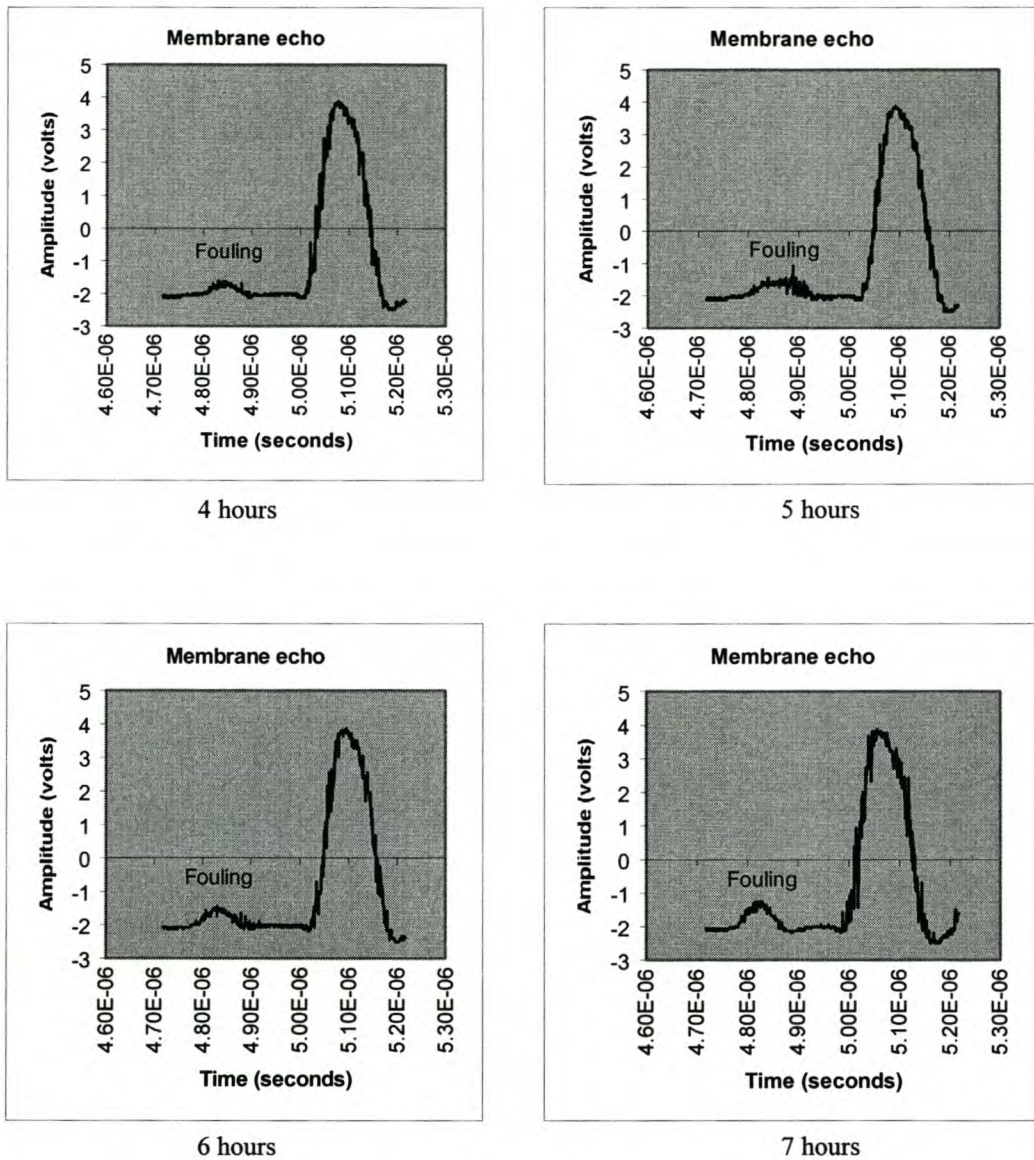 Membrane echo
5
4
3
2
1
0
-1
-2
-3
Amplitude (volts)
Fouling
4.60E-06
4.70E-06
4.80E-06
4.90E-06
5.00E-06
5.10E-06
5.20E-06
5.30E-06
Time (seconds)
4 hours
Membrane echo
5
4
3
2
1
0
-1
-2
-3
Amplitude (volts)
Fouling
4.60E-06
4.70E-06
4.80E-06
4.90E-06
5.00E-06
5.10E-06
5.20E-06
5.30E-06
Time (seconds)
5 hours
Membrane echo
5
4
3
2
1
0
-1
-2
-3
Amplitude (volts)
Fouling
4.60E-06
4.70E-06
4.80E-06
4.90E-06
5.00E-06
5.10E-06
5.20E-06
5.30E-06
Time (seconds)
6 hours
Membrane echo
5
4
3
2
1
0
-1
-2
-3
Amplitude (volts)
Fouling
4.60E-06
4.70E-06
4.80E-06
4.90E-06
5.00E-06
5.10E-06
5.20E-06
5.30E-06
Time (seconds)
7 hours